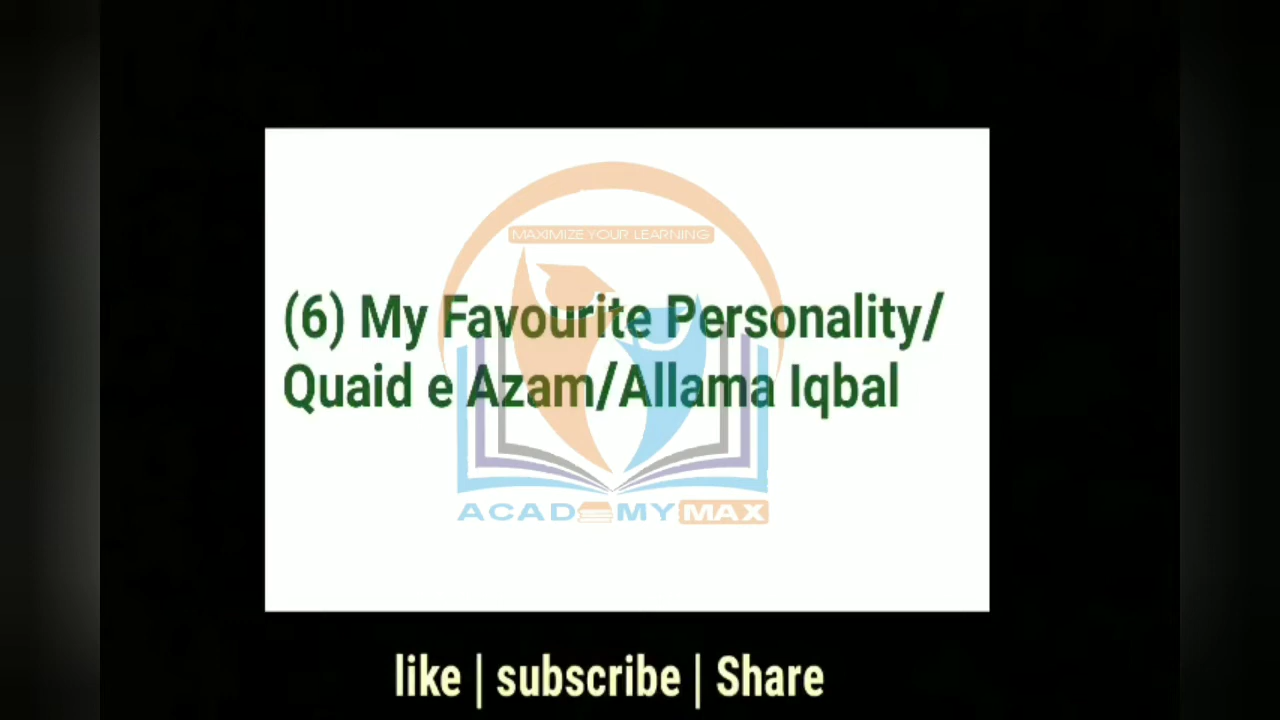 MAXIMIZE YOUR LEARNING
(6) My Favourite Personality/
Quaid e Azam/Allama Iqbal
ACADEMYMAX
like | subscribe | Share